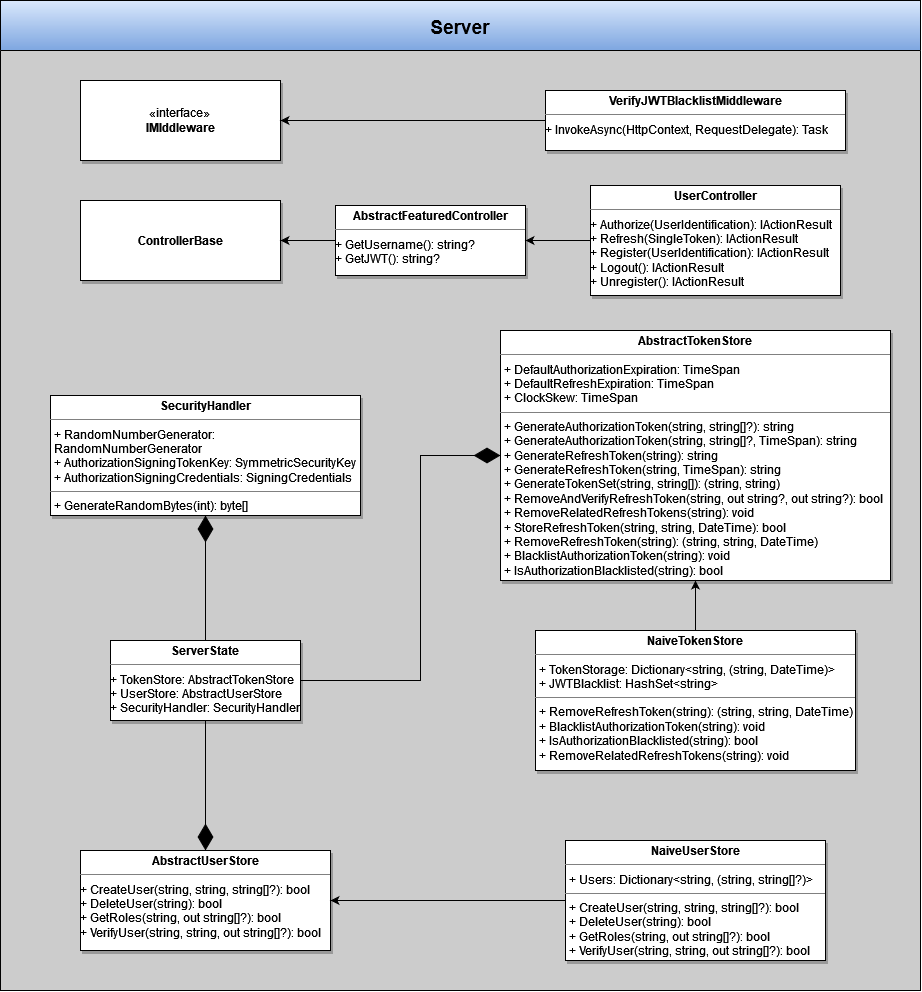 Server
«interface»
IMIddleware
VerifyJWTBlacklistMiddleware
+ InvokeAsync(HttpContext, RequestDelegate): Task
ControllerBase
AbstractFeaturedController
+ GetUsername(): string?
+ GetJWT(): string?
UserController
+ Authorize(UserIdentification): IActionResult
+ Refresh(SingleToken): IActionResult
+ Register(UserIdentification): IActionResult
+ Logout(): IActionResult
+ Unregister(): IActionResult
AbstractTokenStore
+ DefaultAuthorizationExpiration: TimeSpan
+ DefaultRefreshExpiration: TimeSpan
+ ClockSkew: TimeSpan
+ GenerateAuthorizationToken(string, string[]?): string
+ GenerateAuthorizationToken(string, string[]?, TimeSpan): string
+ GenerateRefreshToken(string): string
+ GenerateRefreshToken(string, TimeSpan): string
+ GenerateTokenSet(string, string[]): (string, string)
+ RemoveAndVerifyRefreshToken(string, out string?, out string?): bool
+ RemoveRelatedRefreshTokens(string): void
+ StoreRefreshToken(string, string, DateTime): bool
+ RemoveRefreshToken(string): (string, string, DateTime)
+ BlacklistAuthorizationToken(string): void
+ IsAuthorizationBlacklisted(string): bool
SecurityHandler
+ RandomNumberGenerator:
RandomNumberGenerator
+ AuthorizationSigningTokenKey: SymmetricSecurityKey
+ AuthorizationSigningCredentials: SigningCredentials
+ GenerateRandomBytes(int): byte[]
ServerState
+ TokenStore: AbstractTokenStore
+ UserStore: AbstractUserStore
+ SecurityHandler: SecurityHandler
NaiveTokenStore
+ TokenStorage: Dictionary<string, (string, DateTime)>
+ JWTBlacklist: HashSet<string>
+ RemoveRefreshToken(string): (string, string, DateTime)
+ BlacklistAuthorizationToken(string): void
+ IsAuthorizationBlacklisted(string): bool
+ RemoveRelatedRefreshTokens(string): void
AbstractUserStore
+ CreateUser(string, string, string[]?): bool
+ DeleteUser(string): bool
+ GetRoles(string, out string[]?): bool
+ VerifyUser(string, string, out string[]?): bool
NaiveUserStore
+ Users: Dictionary<string, (string, string[]?)>
+ CreateUser(string, string, string[]?): bool
+ DeleteUser(string): bool
+ GetRoles(string, out string[]?): bool
+ VerifyUser(string, string, out string[]?): bool